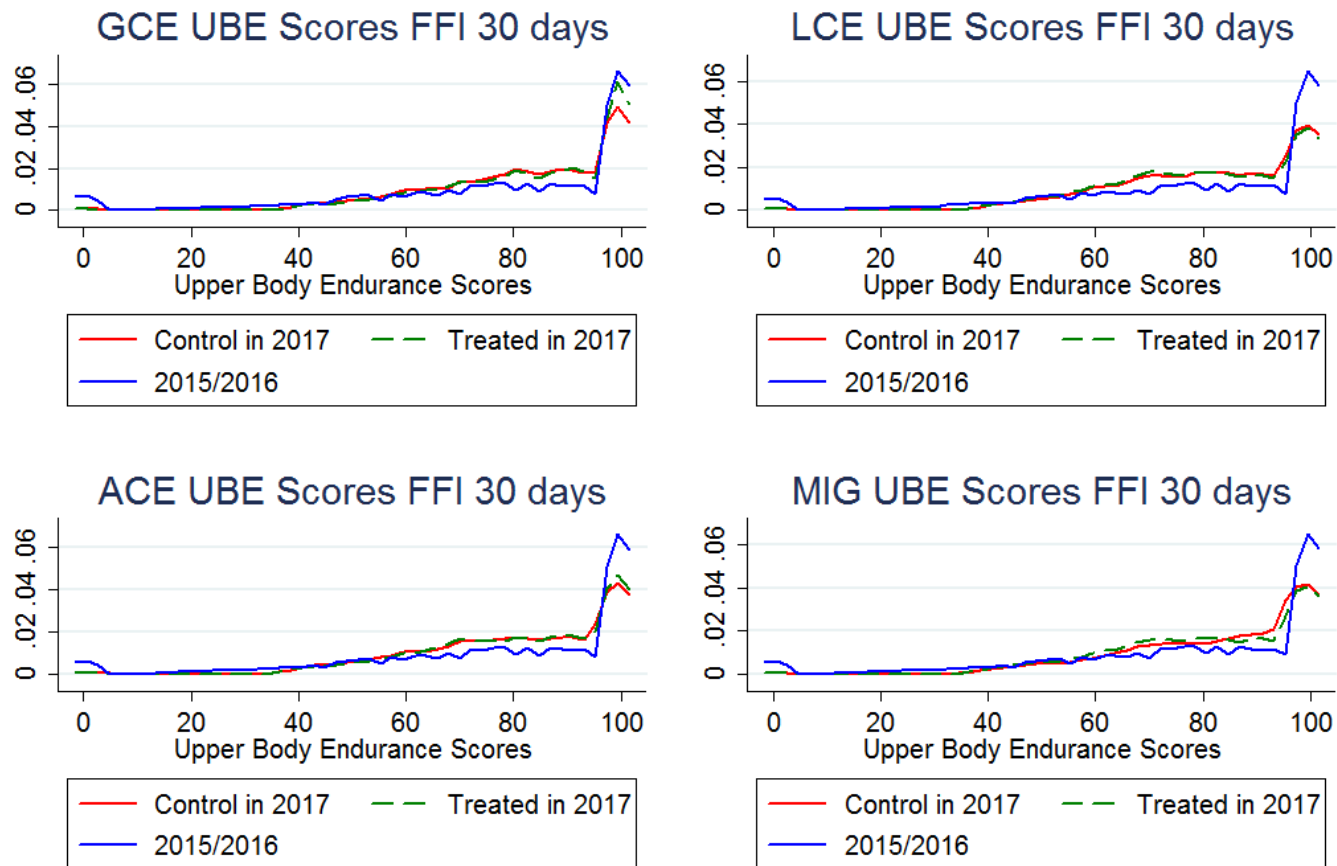 GCE UBE Scores FFI 30 days
0 .02 .04 .06
0 20 40 60 80 100
Upper Body Endurance Scores
Control in 2017 Treated in 2017
2015/2016
LCE UBE Scores FFI 30 days
0 .02 .04 .06
0 20 40 60 80 100
Upper Body Endurance Scores
Control in 2017 Treated in 2017
2015/2016
ACE UBE Scores FFI 30 days
0 .02 .04 .06
0 20 40 60 80 100
Upper Body Endurance Scores
Control in 2017 Treated in 2017
2015/2016
MIG UBE Scores FFI 30 days
0 .02 .04 .06
0 20 40 60 80 100
Upper Body Endurance Scores
Control in 2017 Treated in 2017
2015/2016